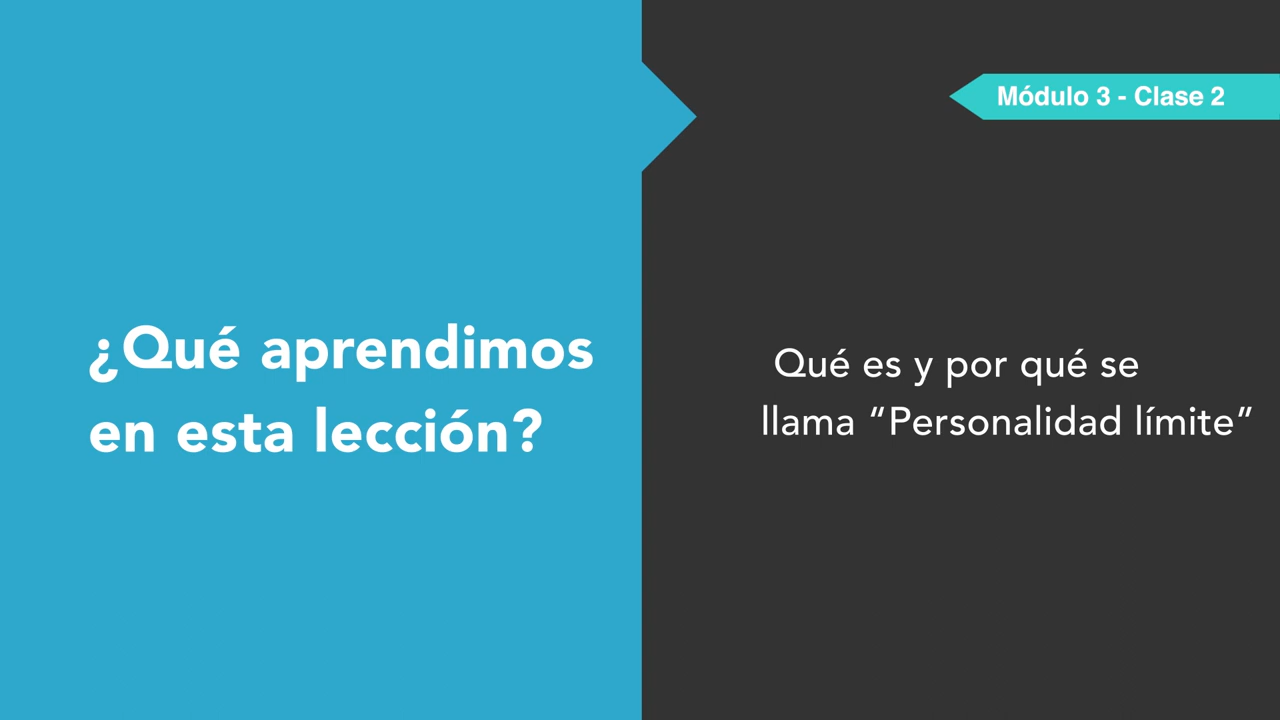 Módulo 3 - Clase 2
¿Qué aprendimos
en esta lección?
Qué es y por qué se
llama “Personalidad límite”